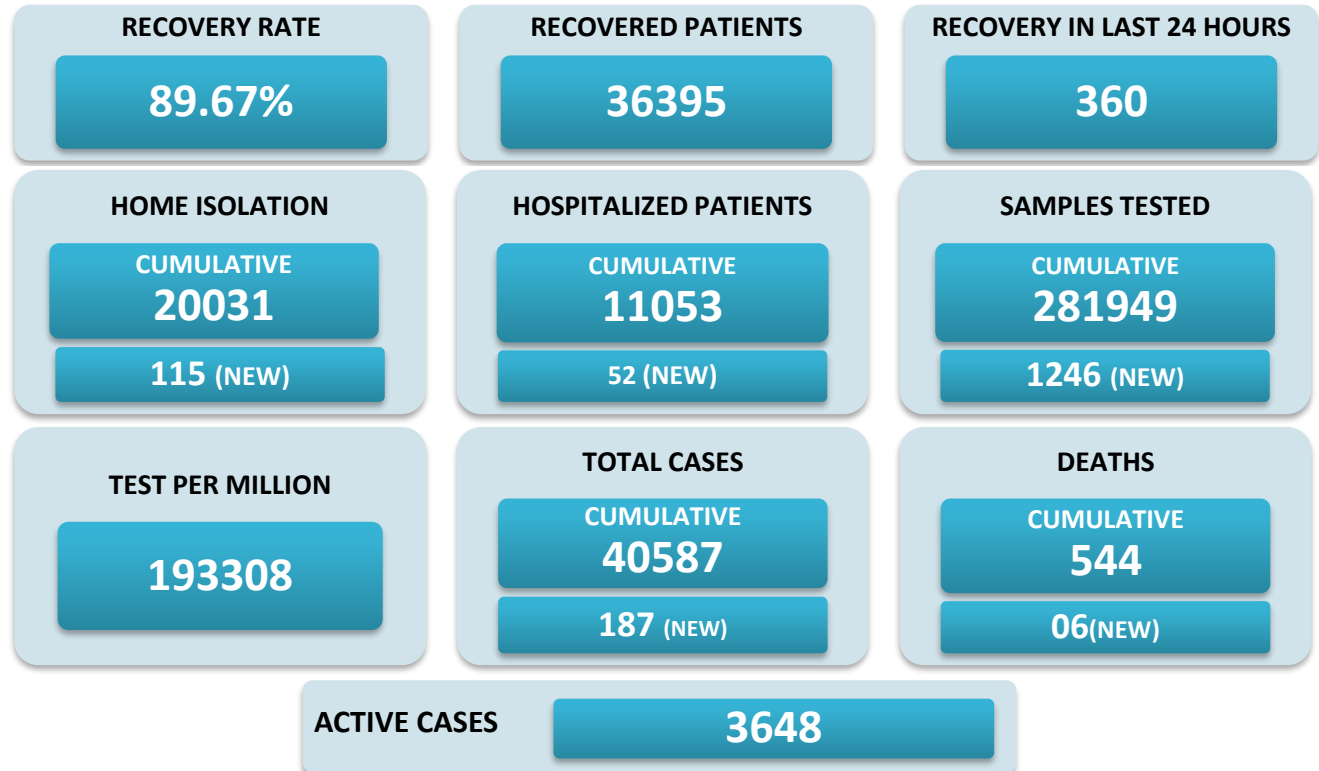 RECOVERY RATE
89.67%
RECOVERED PATIENTS
36395
RECOVERY IN LAST 24 HOURS
360
HOME ISOLATION
CUMULATIVE
20031
115 (NEW)
HOSPITALIZED PATIENTS
CUMULATIVE
11053
52 (NEW)
SAMPLES TESTED
CUMULATIVE
281949
1246 (NEW)
TEST PER MILLION
193308
TOTAL CASES
CUMULATIVE
40587
187 (NEW)
DEATHS
CUMULATIVE
544
06(NEW)
ACTIVE CASES
3648